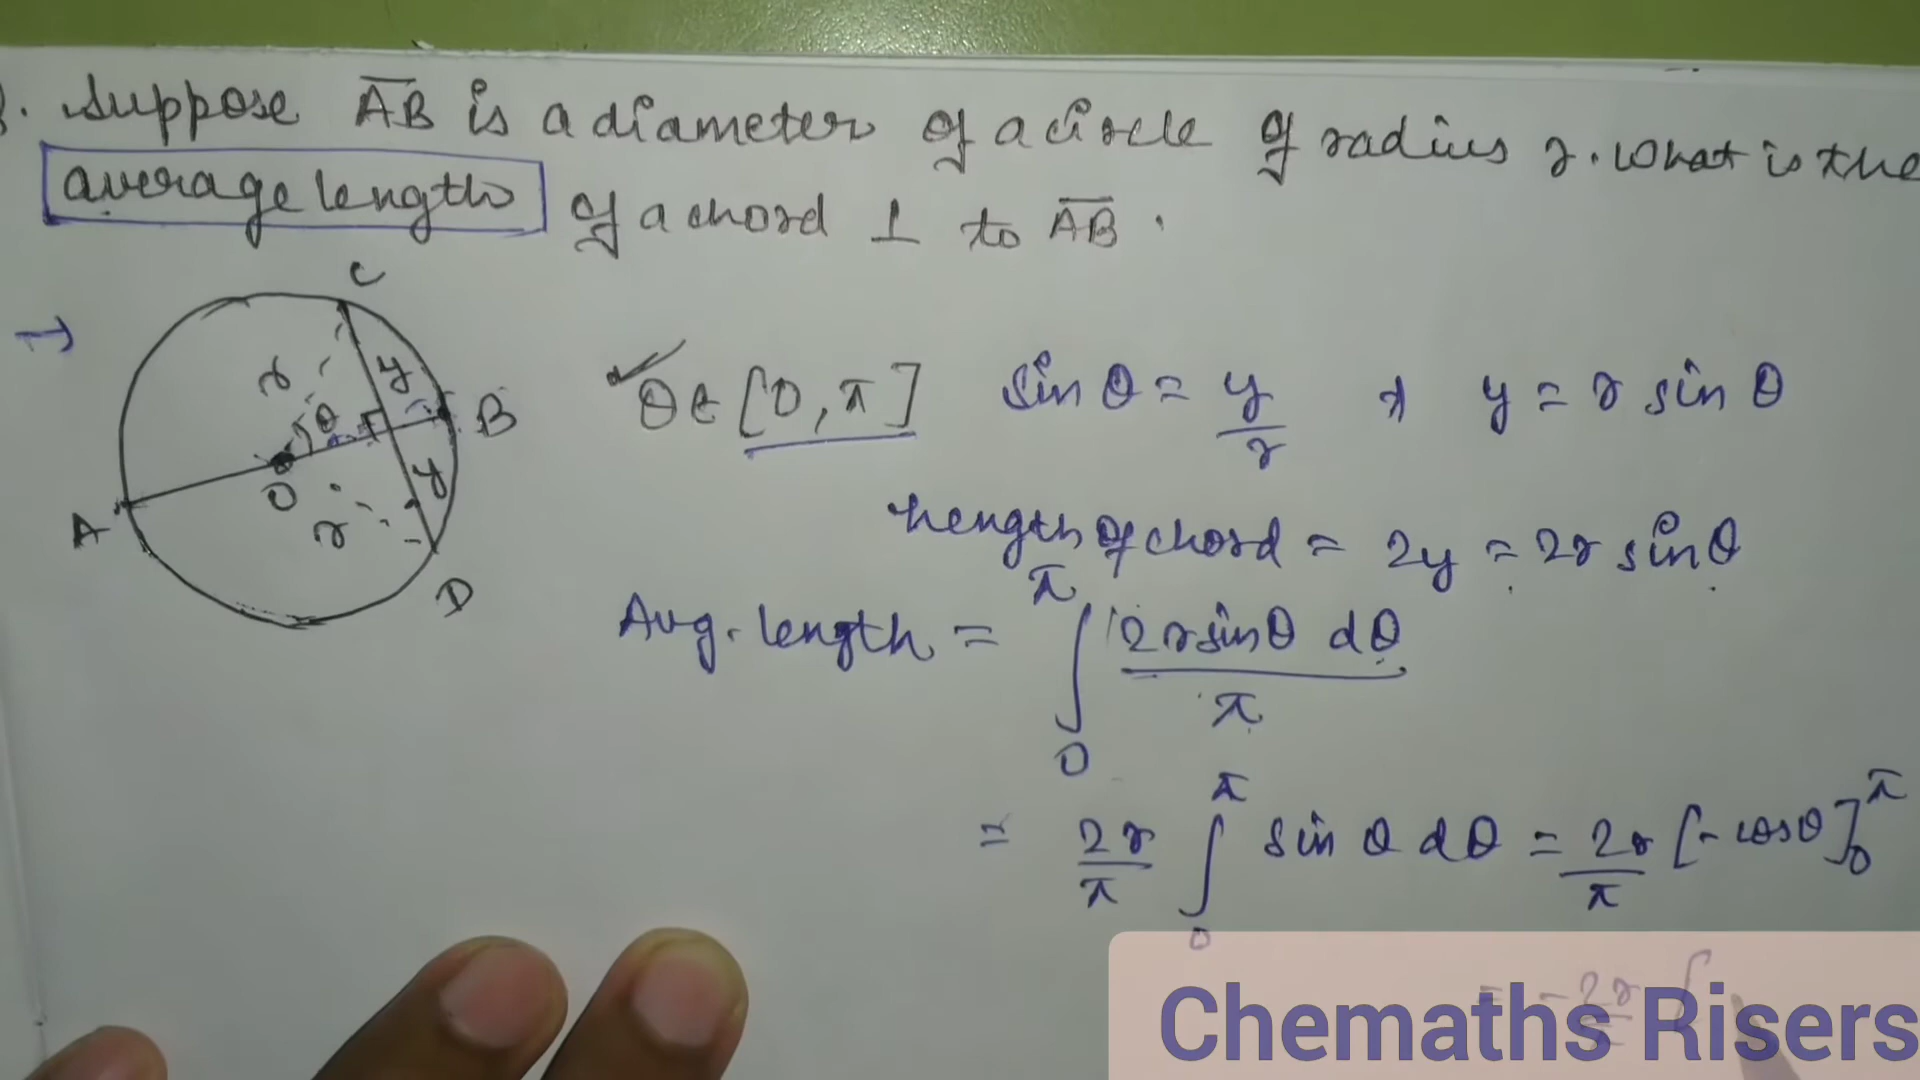 . Suppose A̅B̅ is a diameter of a circle of radius r. What is the
average length of a chord ⊥ to A̅B̅.
C
r
y
θ
B
O
y
A
r
D
θ ∈ [0, π] sin θ = y/r y = r sin θ
Length of chord = 2y = 2r sin θ
Avg. length = ∫₀^π 2r sin θ dθ / π
= 2r/π ∫₀^π sin θ dθ = 2r/π [- cos θ]₀^π
= - 2r
Chemaths Risers